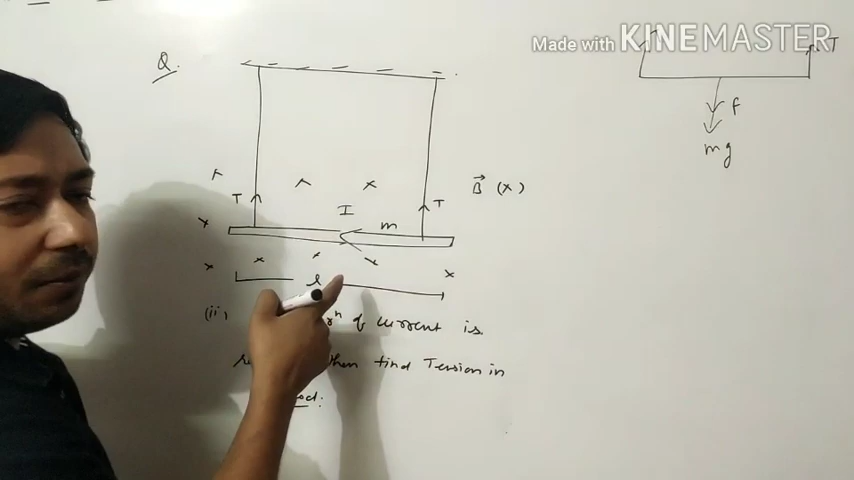 Made with KINEMASTER
Q.
T
f
mg
B (x)
T
I
m
T
l
(ii)
of current is
then find Tension in